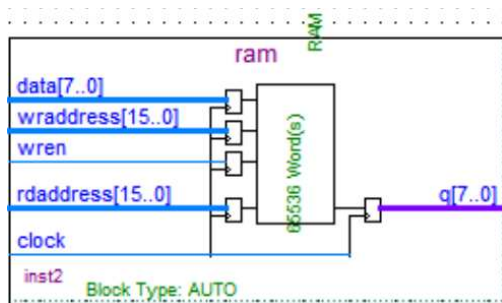 ram
RAM
data[7..0]
wraddress[15..0]
wren
rdaddress[15..0]
clock
65536 Word(s)
q[7..0]
inst2
Block Type: AUTO